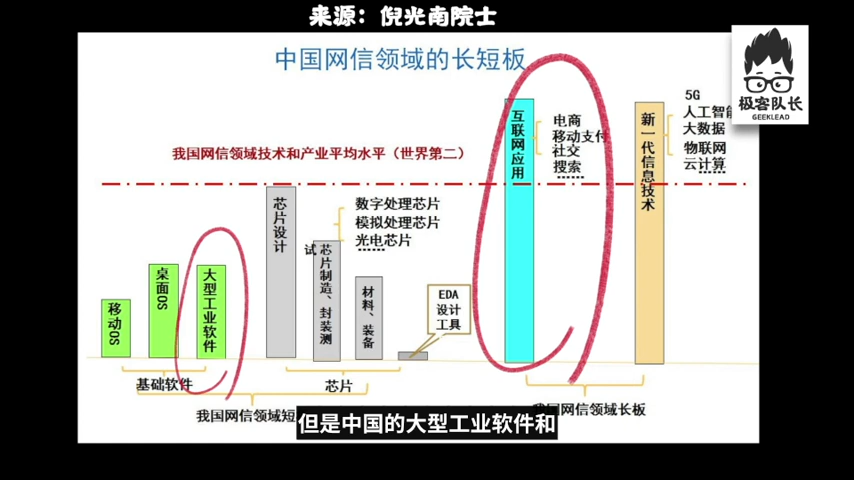 来源：倪光南院士
中国网信领域的长短板
极客队长
GEEKLEAD
我国网信领域技术和产业平均水平（世界第二）
移动OS
桌面OS
大型工业软件
芯片设计
数字处理芯片
模拟处理芯片
光电芯片
芯片制造、封装测
试
材料、装备
EDA
设计
工具
互联网应用
电商
移动支付
社交
搜索
新一代信息技术
5G
人工智能
大数据
物联网
云计算
基础软件
芯片
我国网信领域短
我国网信领域长板
但是中国的大型工业软件和